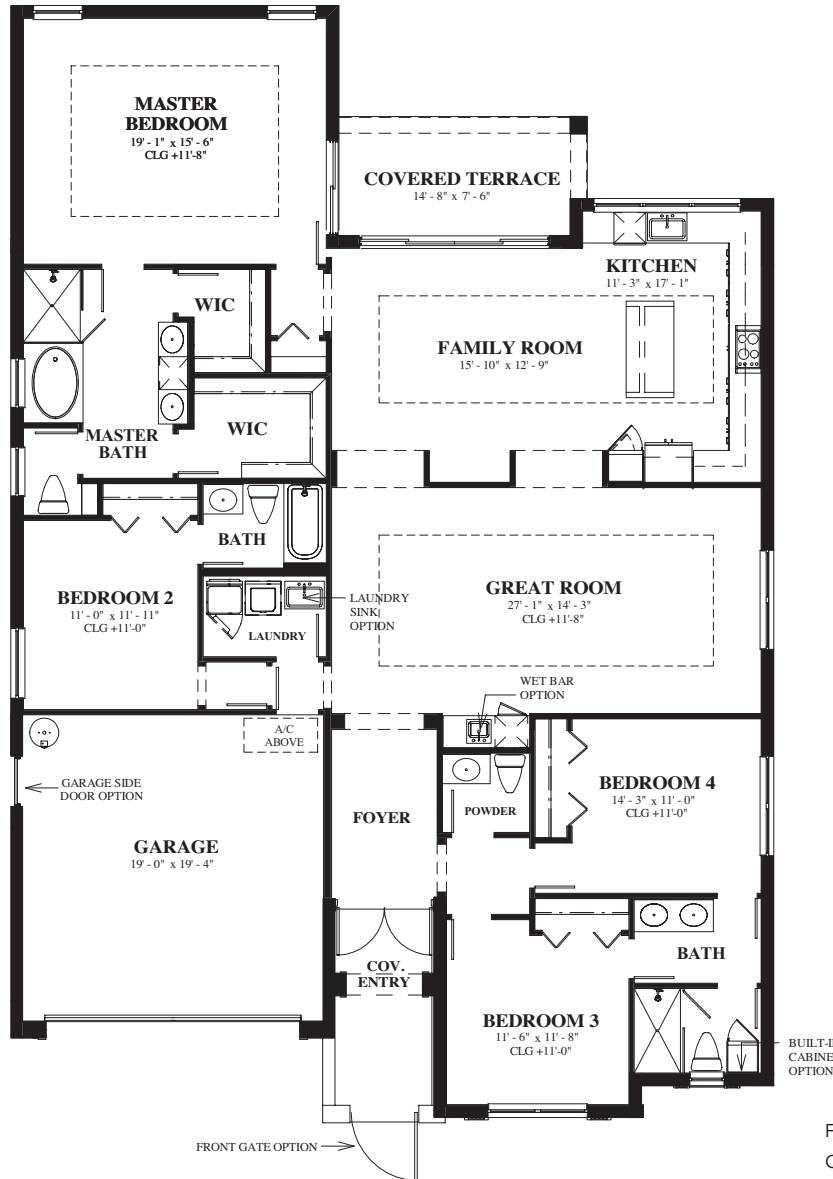 MASTER
BEDROOM
19' - 1" x 15' - 6"
CLG +11'-8"
COVERED TERRACE
14' - 8" x 7' - 6"
KITCHEN
11' - 3" x 17' - 1"
WIC
FAMILY ROOM
15' - 10" x 12' - 9"
WIC
MASTER
BATH
BATH
BEDROOM 2
11' - 0" x 11' - 11"
CLG +11'-0"
LAUNDRY
LAUNDRY
SINK
OPTION
GREAT ROOM
27' - 1" x 14' - 3"
CLG +11'-8"
WET BAR
OPTION
A/C
ABOVE
GARAGE SIDE
DOOR OPTION
GARAGE
19' - 0" x 19' - 4"
FOYER
POWDER
BEDROOM 4
14' - 3" x 11' - 0"
CLG +11'-0"
COV.
ENTRY
BATH
BEDROOM 3
11' - 6" x 11' - 8"
CLG +11'-0"
BUILT-I
CABINE
OPTION
FRONT GATE OPTION